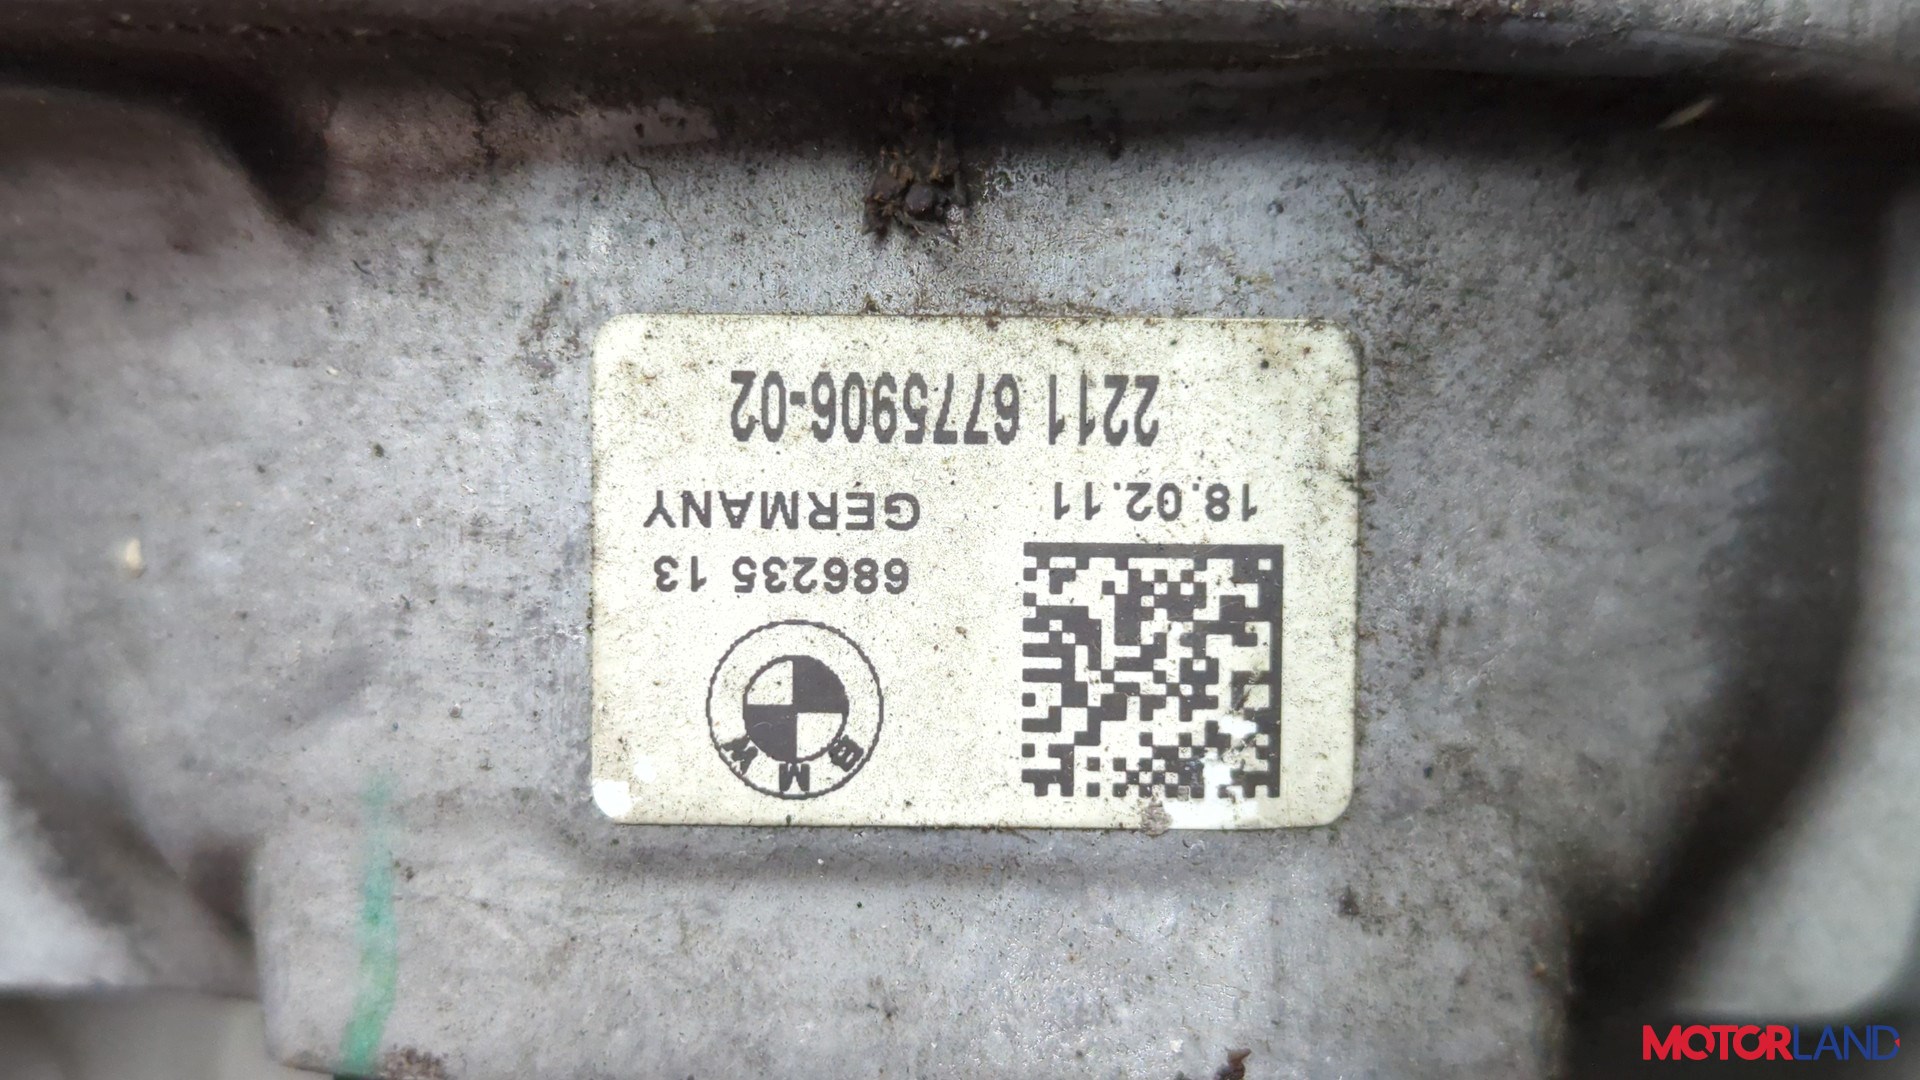 2211 6775906-02
18.02.11 GERMANY
686235 13
BMW
MOTORLAND